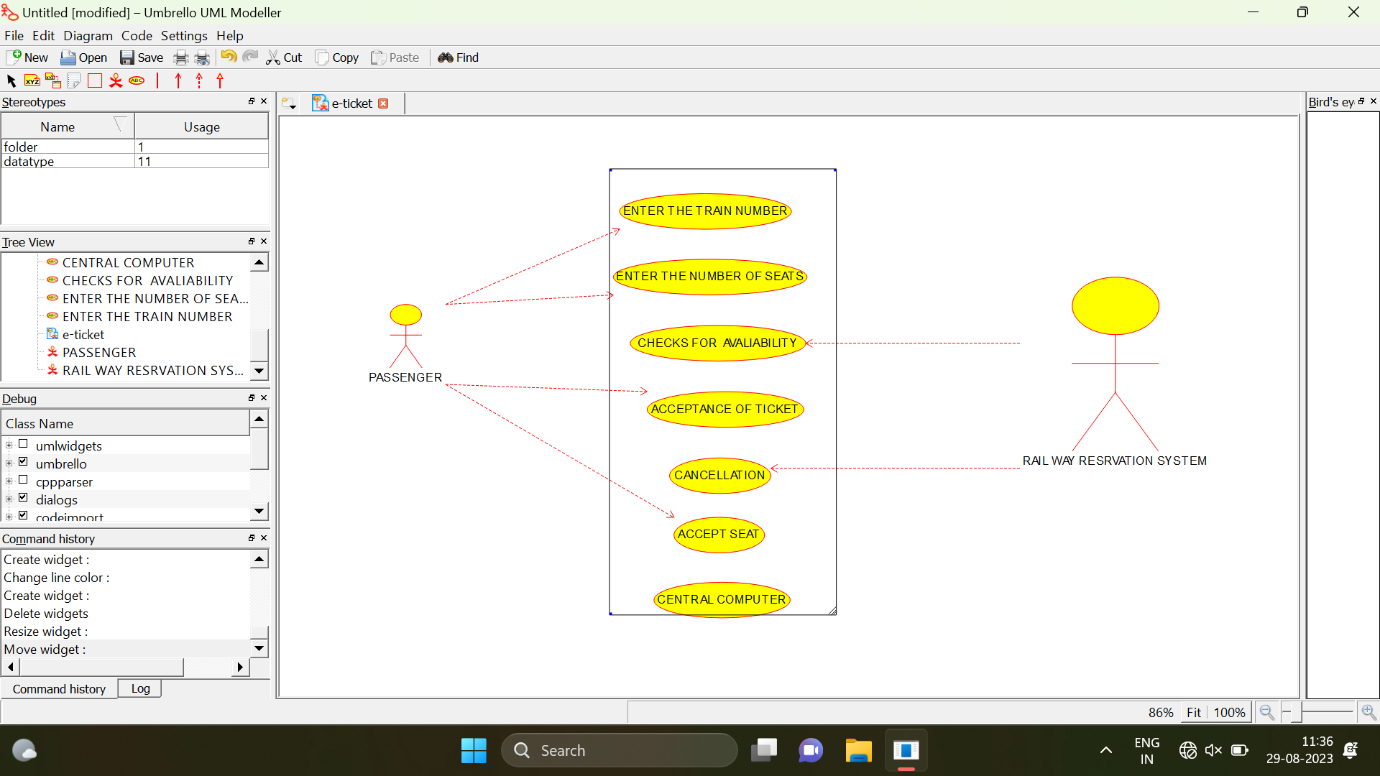 Untitled [modified] – Umbrello UML Modeller
File Edit Diagram Code Settings Help
New Open Save Cut Copy Paste Find
XYZ ABC
Stereotypes
Name Usage
folder 1
datatype 11
Tree View
CENTRAL COMPUTER
CHECKS FOR AVALIABILITY
ENTER THE NUMBER OF SEA...
ENTER THE TRAIN NUMBER
e-ticket
PASSENGER
RAIL WAY RESRVATION SYS...
Debug
Class Name
umlwidgets
umbrello
cppparser
dialogs
codeimport
Command history
Create widget :
Change line color :
Create widget :
Delete widgets
Resize widget :
Move widget :
Command history Log
e-ticket
ENTER THE TRAIN NUMBER
ENTER THE NUMBER OF SEATS
CHECKS FOR AVALIABILITY
ACCEPTANCE OF TICKET
CANCELLATION
ACCEPT SEAT
CENTRAL COMPUTER
PASSENGER
RAIL WAY RESRVATION SYSTEM
Bird's ey
86% Fit 100%
Search
ENG
IN
11:36
29-08-2023